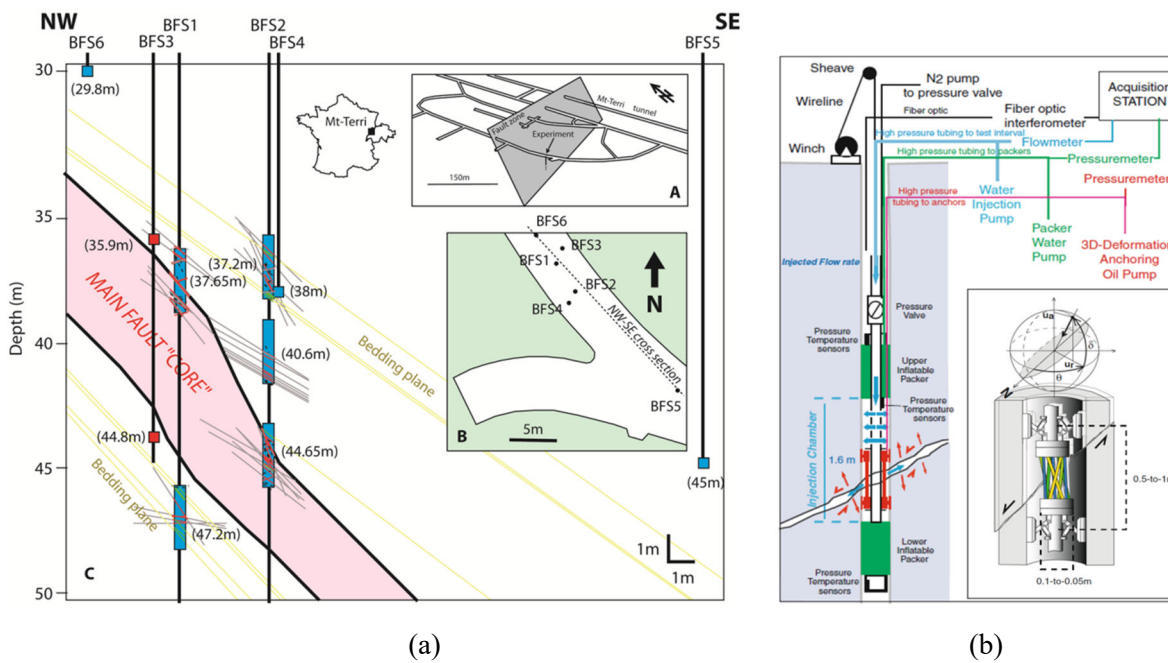 NW
SE
BFS6
BFS3
BFS1
BFS2
BFS4
BFS5
30
35
40
45
50
Depth (m)
(29.8m)
(35.9m)
(37.65m)
(37.2m)
(38m)
(40.6m)
(44.65m)
(44.8m)
(47.2m)
(45m)
MAIN FAULT "CORE"
Bedding plane
Bedding plane
C
1m
1m
Mt-Terri
Mt-Terri
tunnel
N
Fault zone
Experiment
150m
A
BFS6
BFS3
BFS1
BFS2
BFS4
BFS5
N
NW-SE cross section
B
5m
(a)
Sheave
Wireline
Winch
N2 pump
to pressure valve
Fiber optic
Fiber optic
interferometer
Acquisition
STATION
High pressure tubing to test interval
Flowmeter
High pressure tubing to packers
Pressuremeter
High pressure
tubing to anchors
Water
Injection
Pump
Pressuremeter
Packer
Water
Pump
3D-Deformation
Anchoring
Oil Pump
Injected Flow rate
Pressure
Valve
Pressure
Temperature
sensors
Upper
Inflatable
Packer
Pressure
Temperature
sensors
Injection Chamber
1.6 m
Lower
Inflatable
Packer
Pressure
Temperature
sensors
ua
δ
ur
θ
N
0.5-to-1m
0.1-to-0.05m
(b)